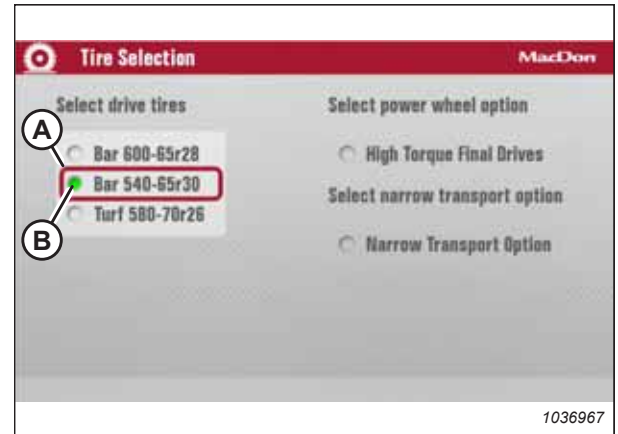 Tire Selection
MacDon
Select drive tires
A
Bar 600-65r28
Bar 540-65r30
B
Turf 580-70r26
Select power wheel option
High Torque Final Drives
Select narrow transport option
Narrow Transport Option
1036967